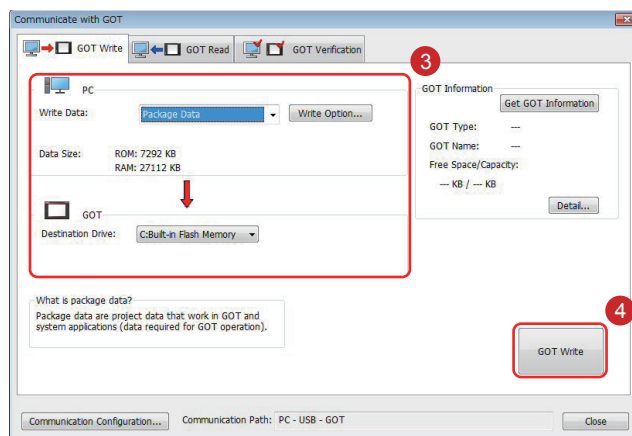 Communicate with GOT
GOT Write
GOT Read
GOT Verification
3
PC
Write Data:
Package Data
Write Option...
Data Size:
ROM: 7292 KB
RAM: 27112 KB
GOT
Destination Drive:
C:Built-in Flash Memory
GOT Information
Get GOT Information
GOT Type: ---
GOT Name: ---
Free Space/Capacity:
--- KB / --- KB
Detail...
What is package data?
Package data are project data that work in GOT and
system applications (data required for GOT operation).
4
GOT Write
Communication Configuration...
Communication Path: PC - USB - GOT
Close